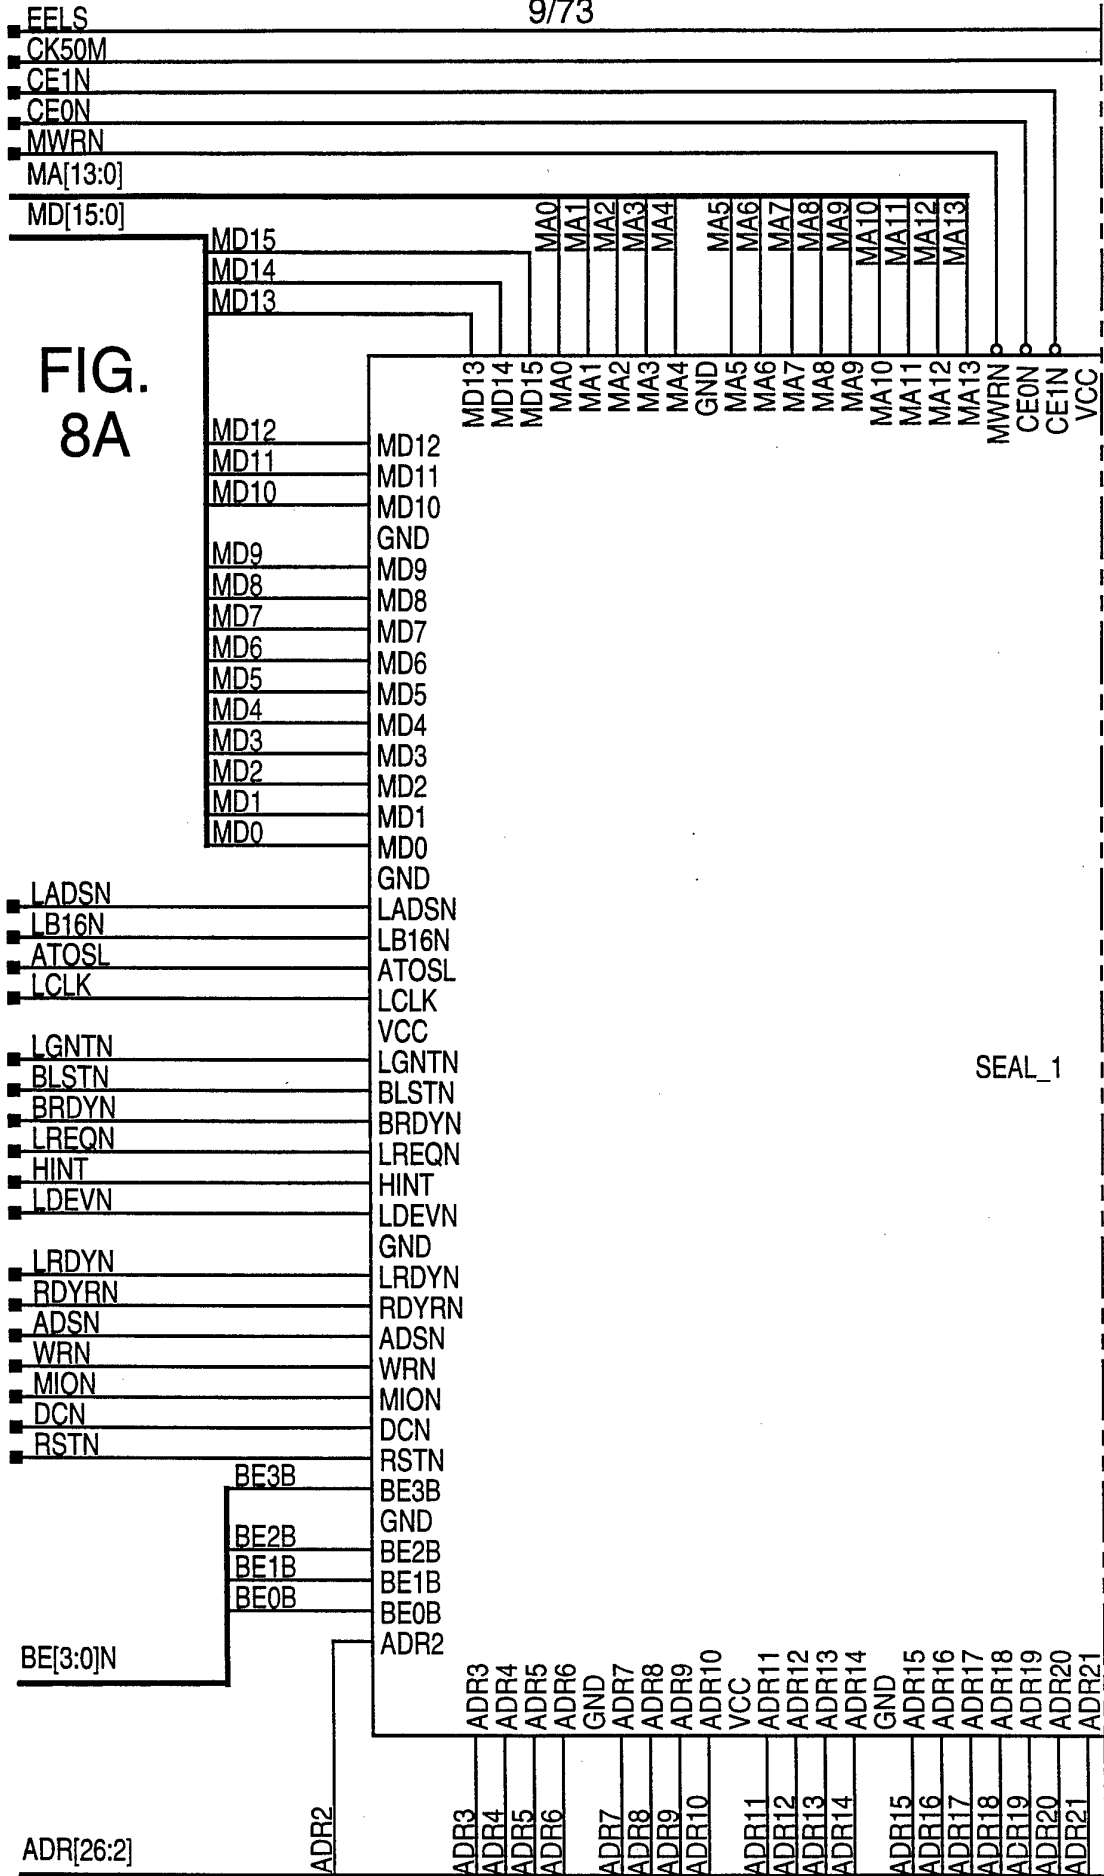 9/73
EELS
CK50M
CE1N
CE0N
MWRN
MA[13:0]
MD[15:0]
MA0
MA1
MA2
MA3
MA4
MA5
MA6
MA7
MA8
MA9
MA10
MA11
MA12
MA13
MD15
MD14
MD13
FIG.
8A
MD13
MD14
MD15
MA0
MA1
MA2
MA3
MA4
GND
MA5
MA6
MA7
MA8
MA9
MA10
MA11
MA12
MA13
MWRN
CE0N
CE1N
VCC
MD12 MD12
MD11 MD11
MD10 MD10
GND
MD9 MD9
MD8 MD8
MD7 MD7
MD6 MD6
MD5 MD5
MD4 MD4
MD3 MD3
MD2 MD2
MD1 MD1
MD0 MD0
GND
LADSN LADSN
LB16N LB16N
ATOSL ATOSL
LCLK LCLK
VCC
LGNTN LGNTN
SEAL_1
BLSTN BLSTN
BRDYN BRDYN
LREQN LREQN
HINT HINT
LDEVN LDEVN
GND
LRDYN LRDYN
RDYRN RDYRN
ADSN ADSN
WRN WRN
MION MION
DCN DCN
RSTN RSTN
BE3B BE3B
GND
BE2B BE2B
BE1B BE1B
BE0B BE0B
ADR2
BE[3:0]N
ADR3
ADR4
ADR5
ADR6
GND
ADR7
ADR8
ADR9
ADR10
VCC
ADR11
ADR12
ADR13
ADR14
GND
ADR15
ADR16
ADR17
ADR18
ADR19
ADR20
ADR21
ADR2
ADR3
ADR4
ADR5
ADR6
ADR7
ADR8
ADR9
ADR10
ADR11
ADR12
ADR13
ADR14
ADR15
ADR16
ADR17
ADR18
ADR19
ADR20
ADR21
ADR[26:2]